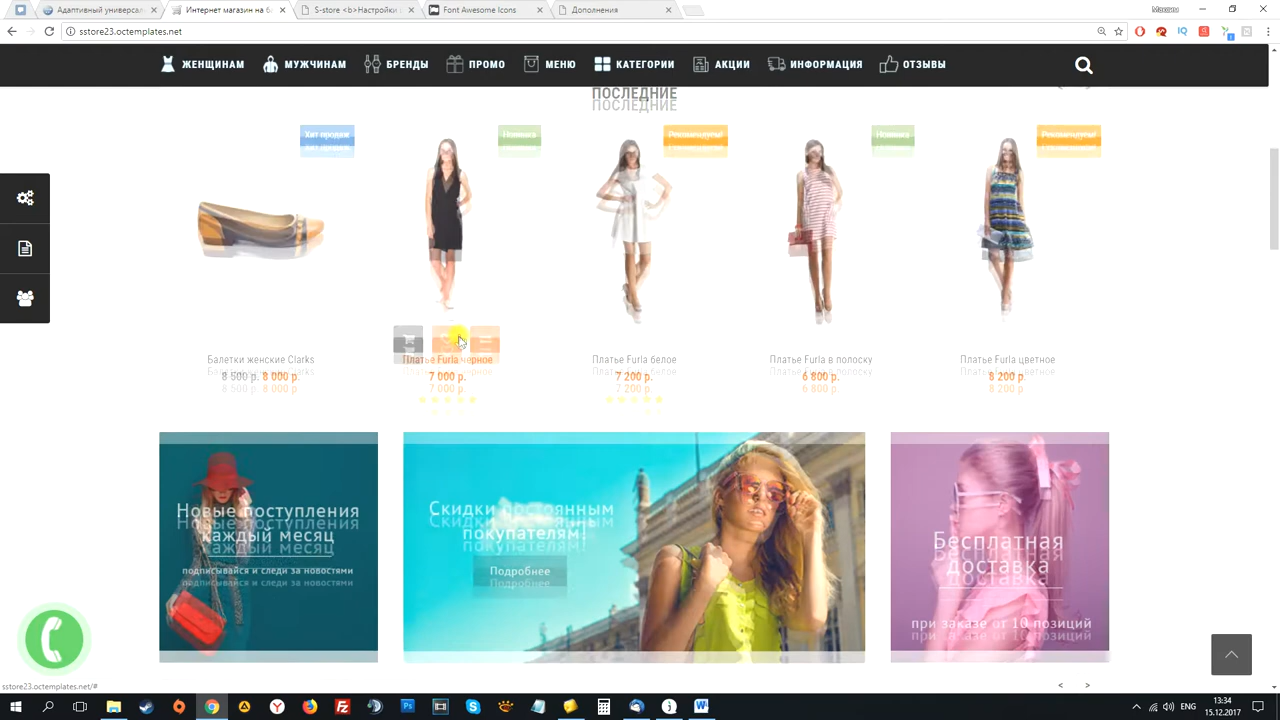 Адаптивный универсаль
Интернет магазин на ба
S-store <b>Настройки
Font Awesome Icons
Дополнения
sstore23.octemplates.net
ЖЕНЩИНАМ
МУЖЧИНАМ
БРЕНДЫ
ПРОМО
МЕНЮ
КАТЕГОРИИ
АКЦИИ
ИНФОРМАЦИЯ
ОТЗЫВЫ
ПОСЛЕДНИЕ
Хит продаж
Новинка
Рекомендуем!
Новинка
Рекомендуем!
Балетки женские Clarks
8 500 р. 8 000 р.
Платье Furla черное
7 000 р.
Платье Furla белое
7 200 р.
Платье Furla в полоску
6 800 р.
Платье Furla цветное
8 200 р.
Новые поступления
каждый месяц
подписывайся и следи за новостями
Скидки постоянным
покупателям!
Подробнее
Бесплатная
доставка
при заказе от 10 позиций
sstore23.octemplates.net/#
ENG
13:34
15.12.2017